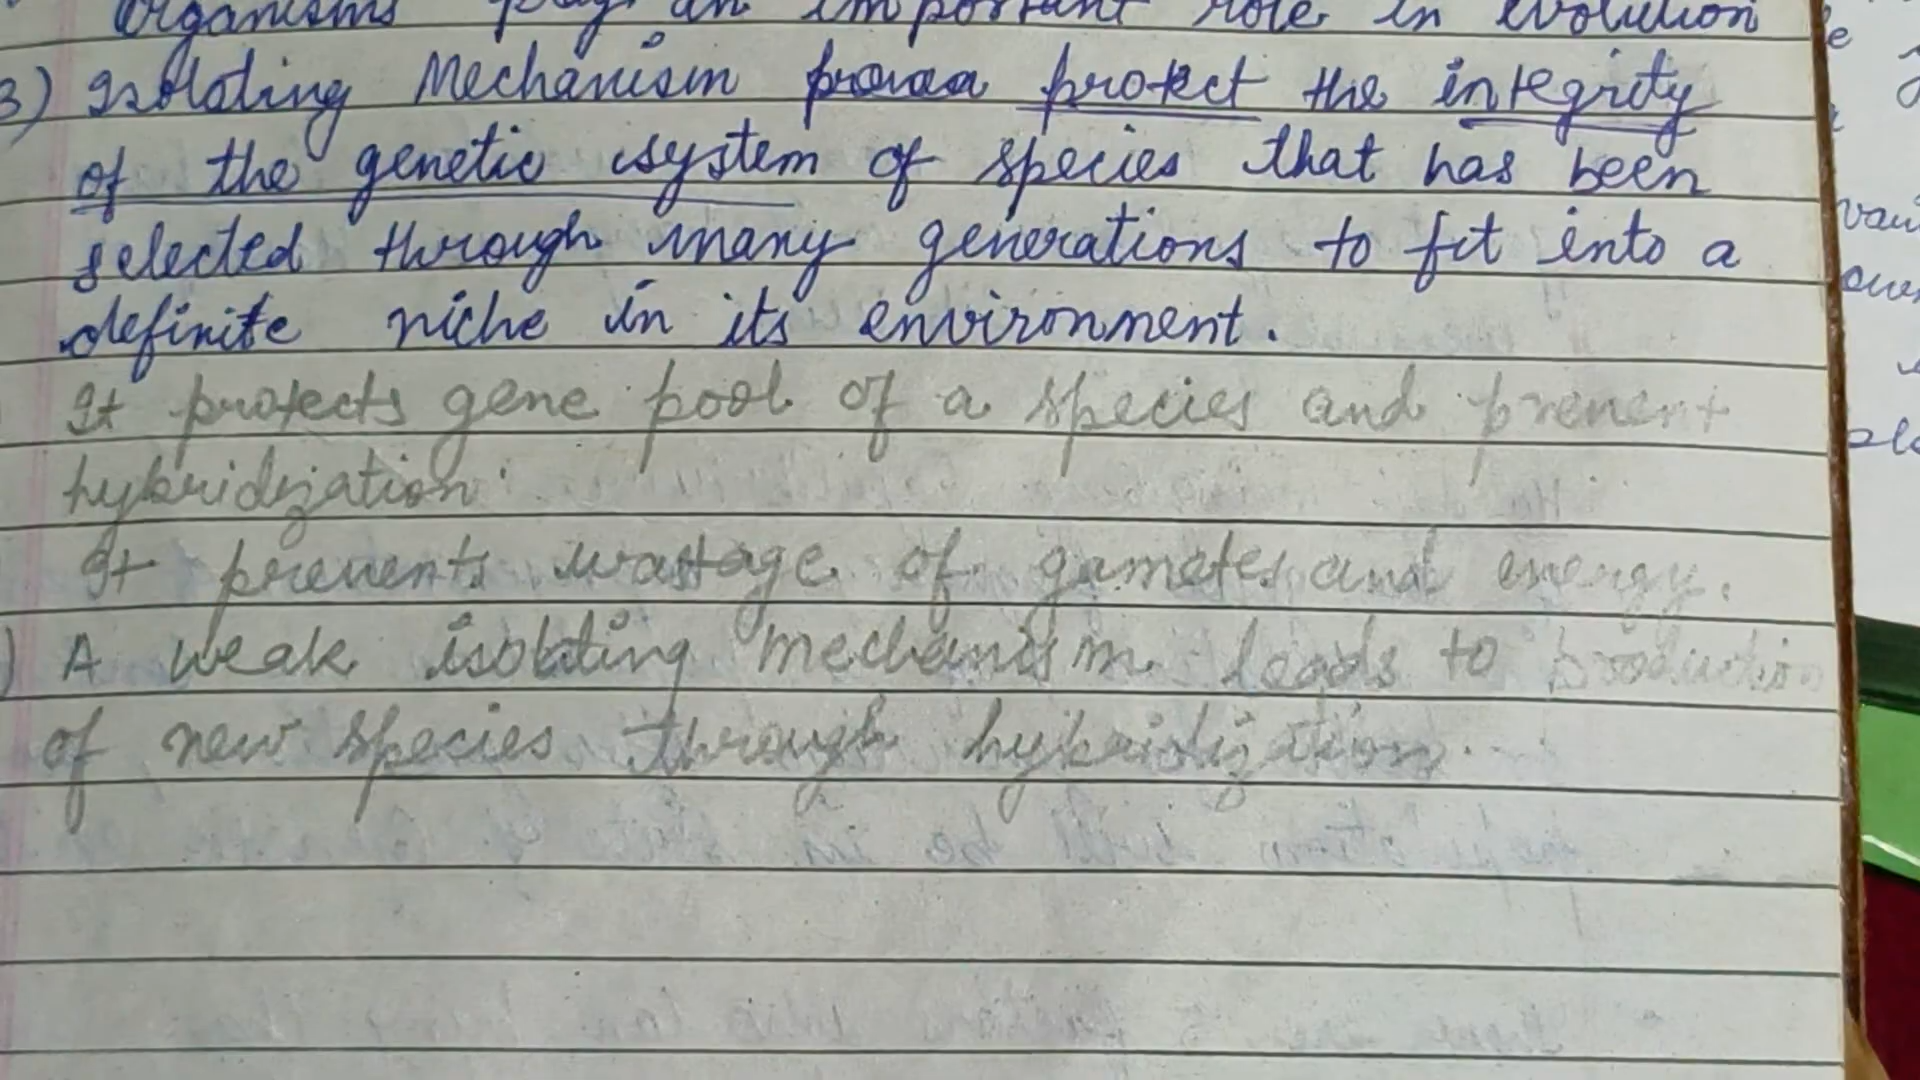 Organisms play an important role in evolution
3) Isolating Mechanism protect the integrity
of the genetic system of species that has been
selected through many generations to fit into a
definite niche in its environment.
It protects gene pool of a species and prevent
hybridization.
It prevents wastage of gametes and energy.
) A weak isolating mechanism leads to production
of new species through hybridization.